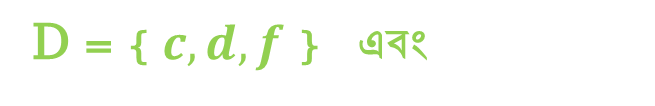 D = { c, d, f } এবং